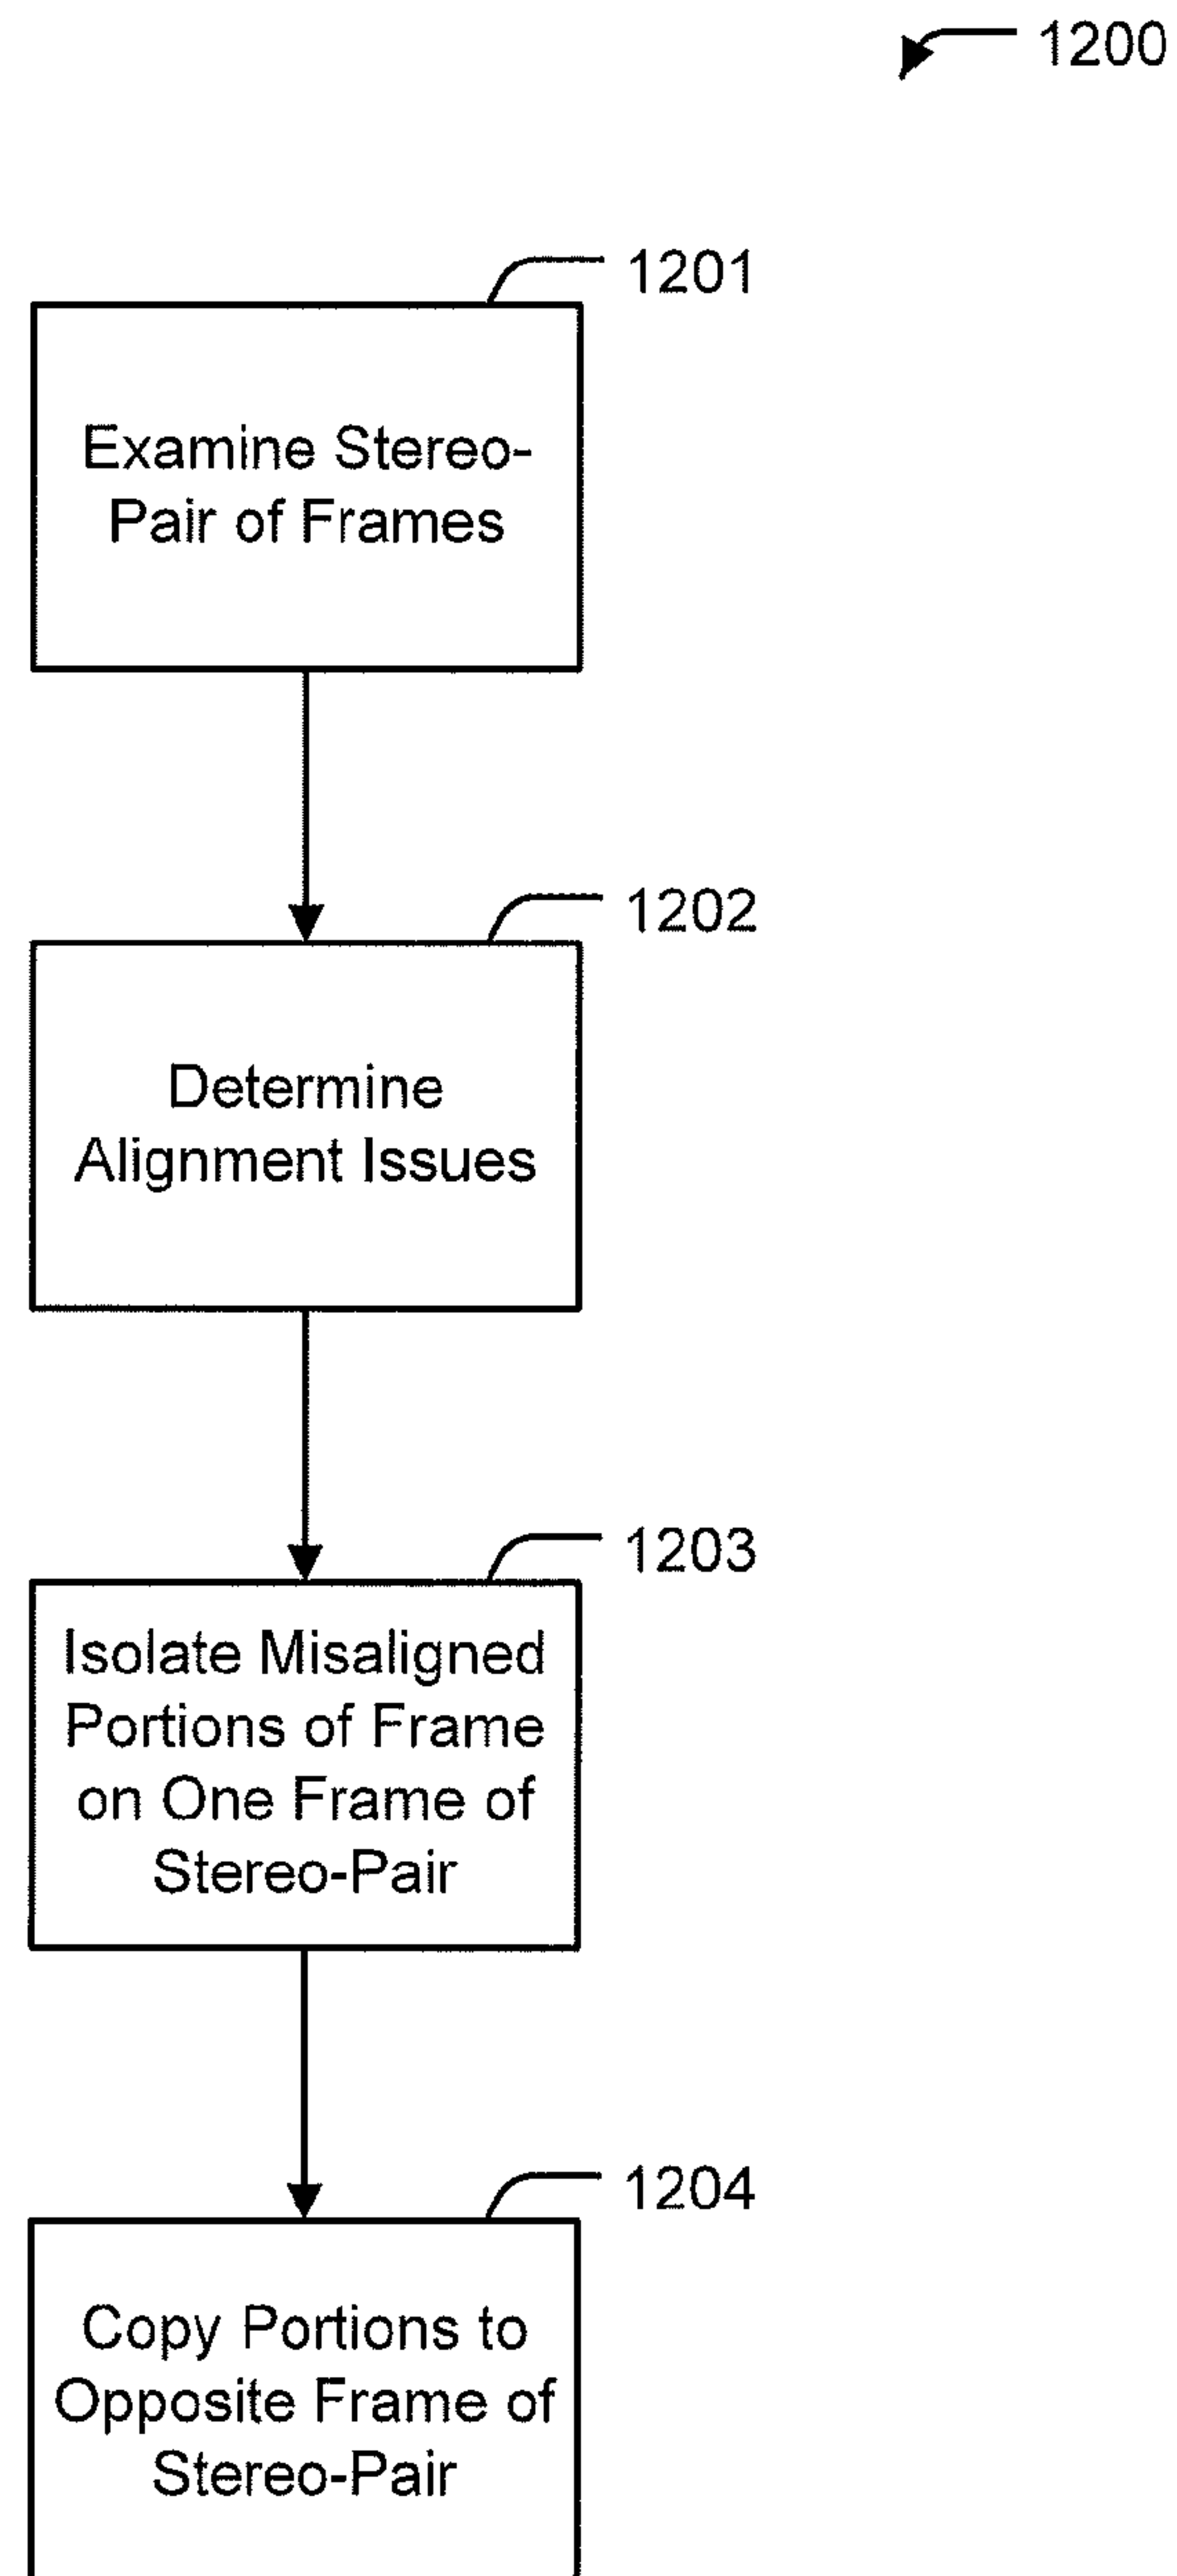 1200
1201
Examine Stereo-
Pair of Frames
1202
Determine
Alignment Issues
1203
Isolate Misaligned
Portions of Frame
on One Frame of
Stereo-Pair
1204
Copy Portions to
Opposite Frame of
Stereo-Pair